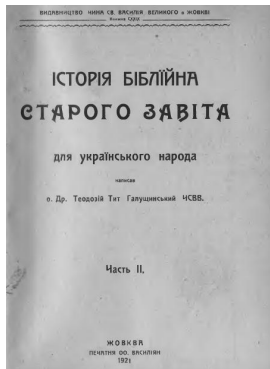 ВИДАВНИЦТВО ЧИНА СВ. ВАСИЛІЯ ВЕЛИКОГО в ЖОВКВІ
ІСТОРІЯ БІБЛІЙНА
СТАРОГО ЗАВІТА
для українського народа
написав
о. Др. Теодозій Тит Галущинський ЧСВВ.
Часть II.
ЖОВКВА
ПЕЧАТНЯ ОО. ВАСИЛІЯН
1921